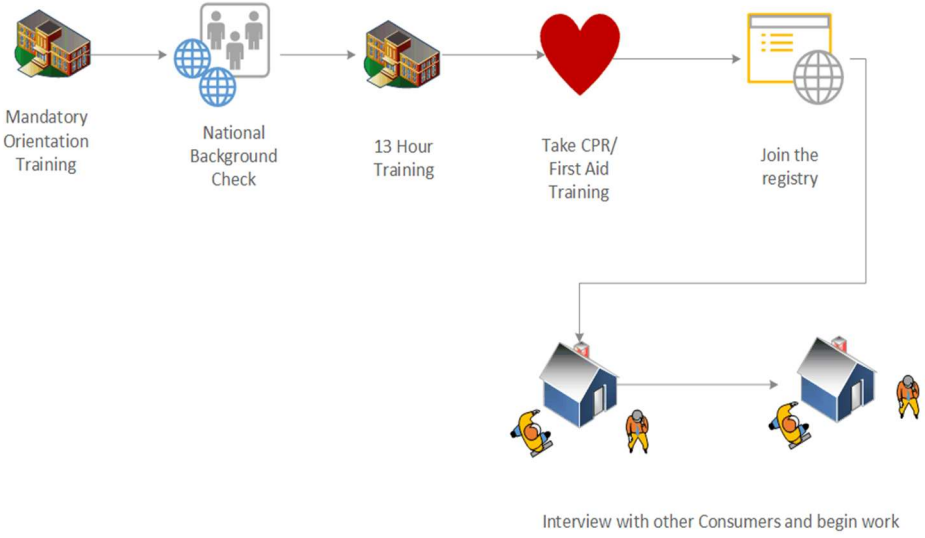 Mandatory
Orientation
Training
National
Background
Check
13 Hour
Training
Take CPR/
First Aid
Training
Join the
registry
Interview with other Consumers and begin work